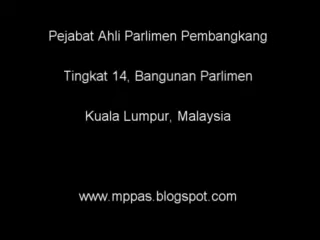 Pejabat Ahli Parlimen Pembangkang
Tingkat 14, Bangunan Parlimen
Kuala Lumpur, Malaysia
www.mppas.blogspot.com